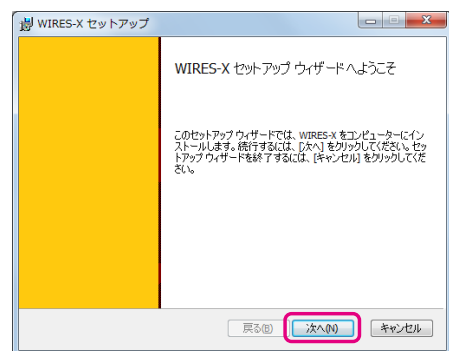 WIRES-X セットアップ
WIRES-X セットアップ ウィザードへようこそ
このセットアップ ウィザードでは、WIRES-X をコンピューターにイン
ストールします。続行するには、[次へ] をクリックしてください。セッ
トアップ ウィザードを終了するには、[キャンセル] をクリックしてくだ
さい。
戻る(B) 次へ(N) キャンセル